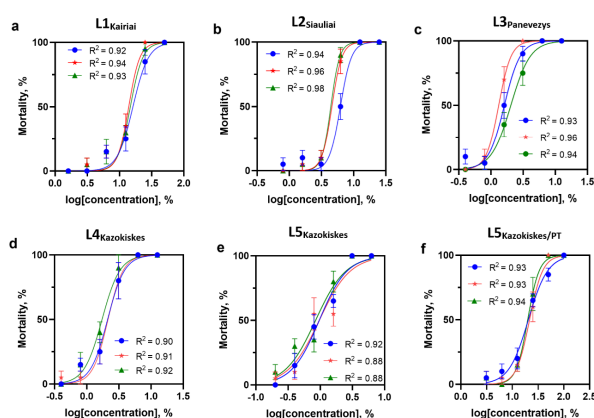 a
L1Kairiai
Mortality, %
100
50
0
R² = 0.92
R² = 0.94
R² = 0.93
0.0 0.5 1.0 1.5 2.0
log[concentration], %
b
L2Siauliai
Mortality, %
100
50
0
R² = 0.94
R² = 0.96
R² = 0.98
-0.5 0.0 0.5 1.0 1.5
log[concentration], %
c
L3Panevezys
Mortality, %
100
50
0
R² = 0.93
R² = 0.96
R² = 0.94
-0.5 0.0 0.5 1.0 1.5
log[concentration], %
d
L4Kazokiskes
Mortality, %
100
50
0
R² = 0.90
R² = 0.91
R² = 0.92
-0.5 0.0 0.5 1.0 1.5
log[concentration], %
e
L5Kazokiskes
Mortality, %
100
50
0
R² = 0.92
R² = 0.88
R² = 0.88
-1.0 -0.5 0.0 0.5 1.0
log[concentration], %
f
L5Kazokiskes/PT
Mortality, %
100
50
0
R² = 0.93
R² = 0.93
R² = 0.94
0.0 0.5 1.0 1.5 2.0 2.5
log[concentration], %